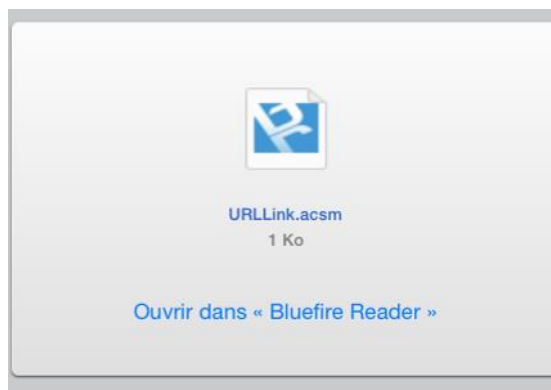 URLLink.acsm
1 Ko
Ouvrir dans « Bluefire Reader »